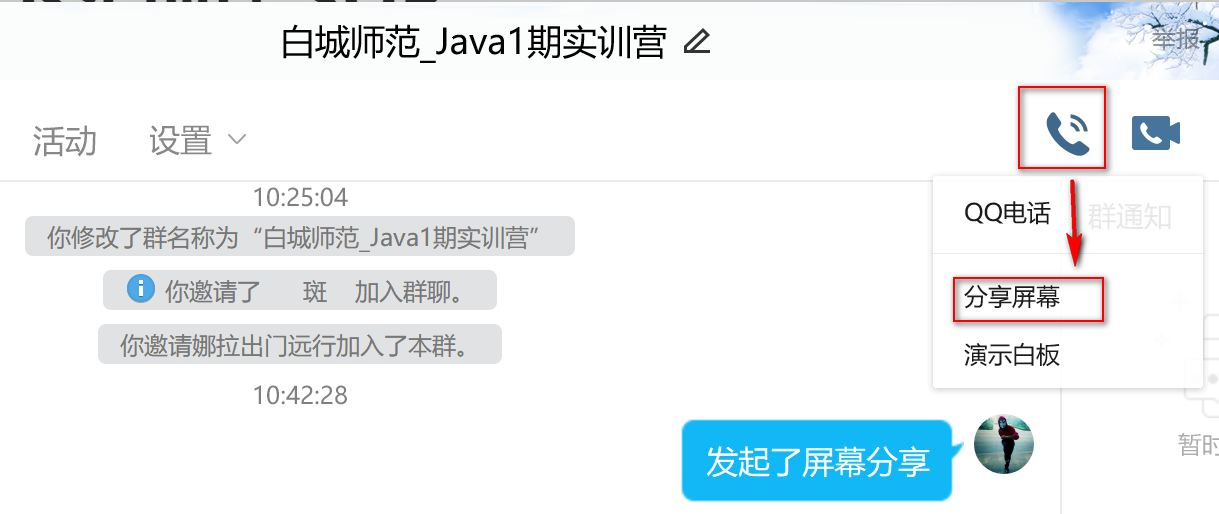 白城师范_Java1期实训营
举报
活动
设置
10:25:04
你修改了群名称为“白城师范_Java1期实训营”
你邀请了 斑 加入群聊。
你邀请娜拉出门远行加入了本群。
10:42:28
发起了屏幕分享
QQ电话
群通知
分享屏幕
演示白板
暂时